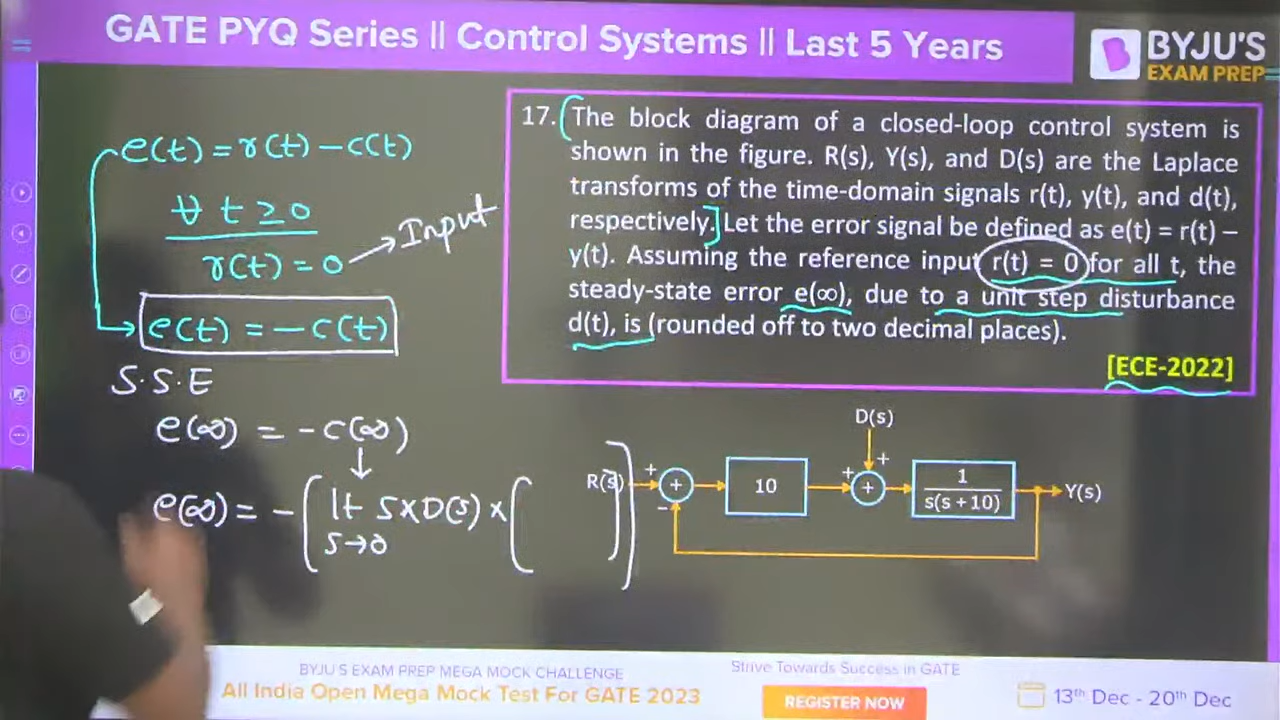 GATE PYQ Series || Control Systems || Last 5 Years
BYJU'S
EXAM PREP
e(t) = r(t) - c(t)
∀ t ≥ 0
r(t) = 0 → Input
e(t) = - c(t)
S.S.E
e(∞) = - c(∞)
↓
e(∞) = - ( lt S×D(s) × ( ) )
S→0
17. The block diagram of a closed-loop control system is
shown in the figure. R(s), Y(s), and D(s) are the Laplace
transforms of the time-domain signals r(t), y(t), and d(t),
respectively. Let the error signal be defined as e(t) = r(t) –
y(t). Assuming the reference input r(t) = 0 for all t, the
steady-state error e(∞), due to a unit step disturbance
d(t), is (rounded off to two decimal places).
[ECE-2022]
D(s)
+
+
+
R(s)
+
10
+
1
s(s+10)
Y(s)
-
BYJU'S EXAM PREP MEGA MOCK CHALLENGE
All India Open Mega Mock Test For GATE 2023
Strive Towards Success in GATE
REGISTER NOW
13th Dec - 20th Dec